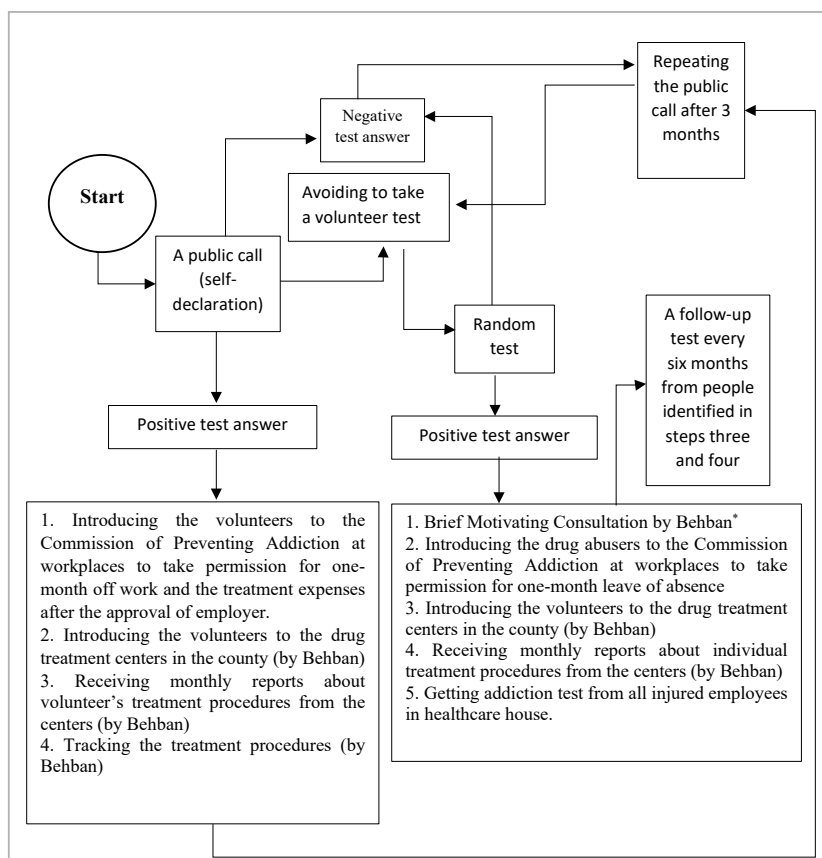 Repeating
the public
call after 3
months
Negative
test answer
Start
Avoiding to take
a volunteer test
A public call
(self-
declaration)
Random
test
A follow-up
test every
six months
from people
identified in
steps three
and four
Positive test answer
Positive test answer
1. Introducing the volunteers to the
Commission of Preventing Addiction at
workplaces to take permission for one-
month off work and the treatment expenses
after the approval of employer.
2. Introducing the volunteers to the drug
treatment centers in the county (by Behban)
3. Receiving monthly reports about
volunteer’s treatment procedures from the
centers (by Behban)
4. Tracking the treatment procedures (by
Behban)
1. Brief Motivating Consultation by Behban*
2. Introducing the drug abusers to the Commission
of Preventing Addiction at workplaces to take
permission for one-month leave of absence
3. Introducing the volunteers to the drug treatment
centers in the county (by Behban)
4. Receiving monthly reports about individual
treatment procedures from the centers (by Behban)
5. Getting addiction test from all injured employees
in healthcare house.